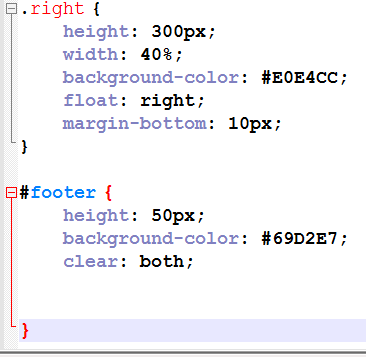 .right {
height: 300px;
width: 40%;
background-color: #E0E4CC;
float: right;
margin-bottom: 10px;
}
#footer {
height: 50px;
background-color: #69D2E7;
clear: both;
}